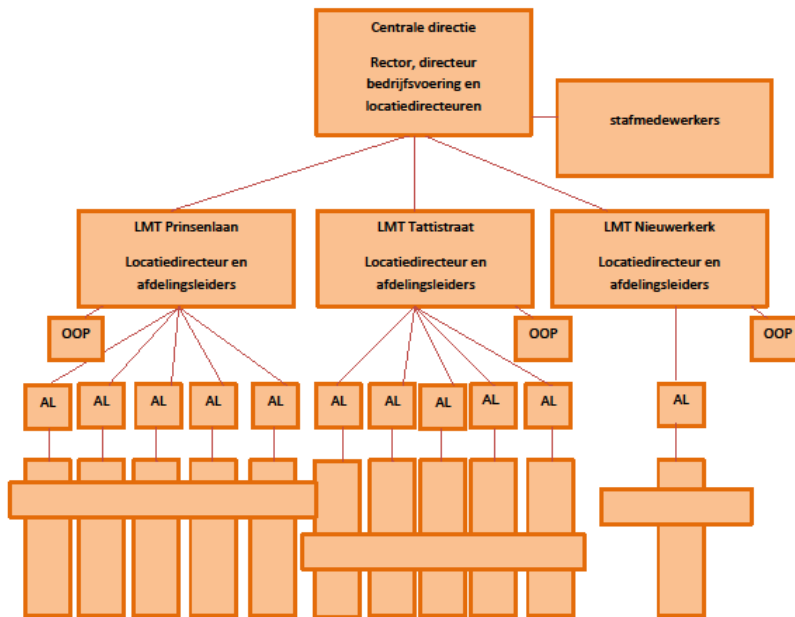 Centrale directie
Rector, directeur
bedrijfsvoering en
locatiedirecteuren
stafmedewerkers
LMT Prinsenlaan
Locatiedirecteur en
afdelingsleiders
LMT Tattistraat
Locatiedirecteur en
afdelingsleiders
LMT Nieuwerkerk
Locatiedirecteur en
afdelingsleiders
OOP
OOP
OOP
AL
AL
AL
AL
AL
AL
AL
AL
AL
AL
AL